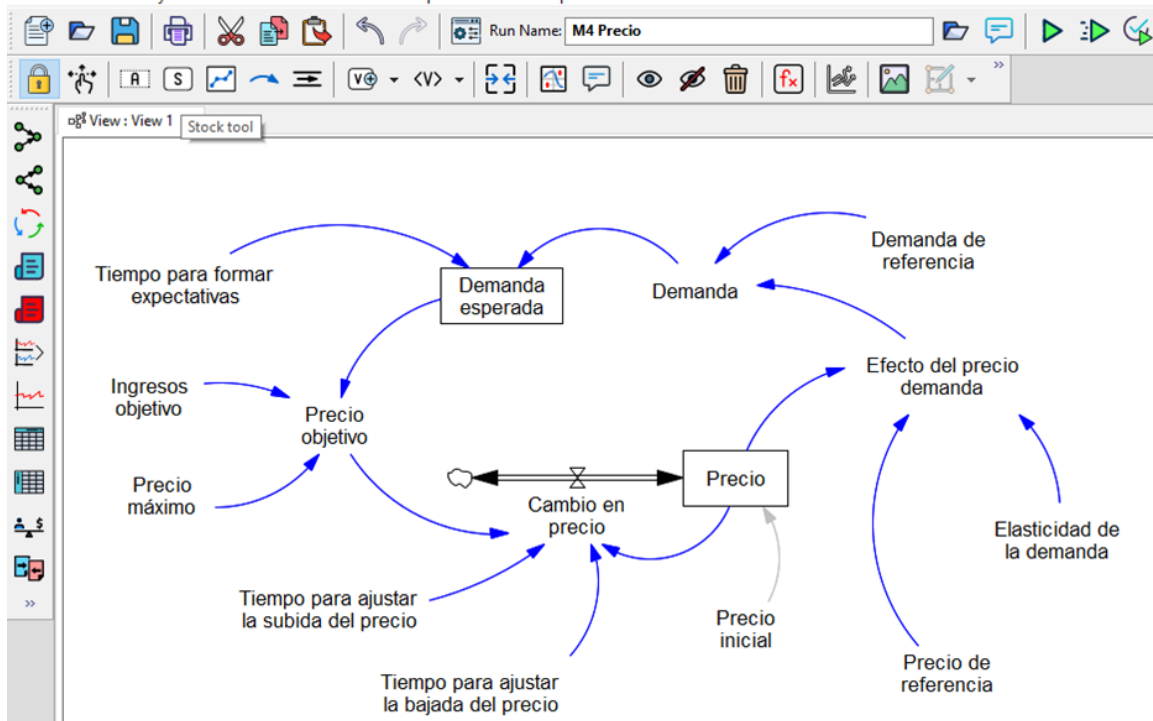 Run Name: M4 Precio
A
S
V
<V>
fx
View : View 1
Stock tool
Demanda de
referencia
Tiempo para formar
expectativas
Demanda
esperada
Demanda
Efecto del precio
demanda
Ingresos
objetivo
Precio
objetivo
Precio
máximo
Precio
Cambio en
precio
Elasticidad de
la demanda
Tiempo para ajustar
la subida del precio
Precio
inicial
Precio de
referencia
Tiempo para ajustar
la bajada del precio